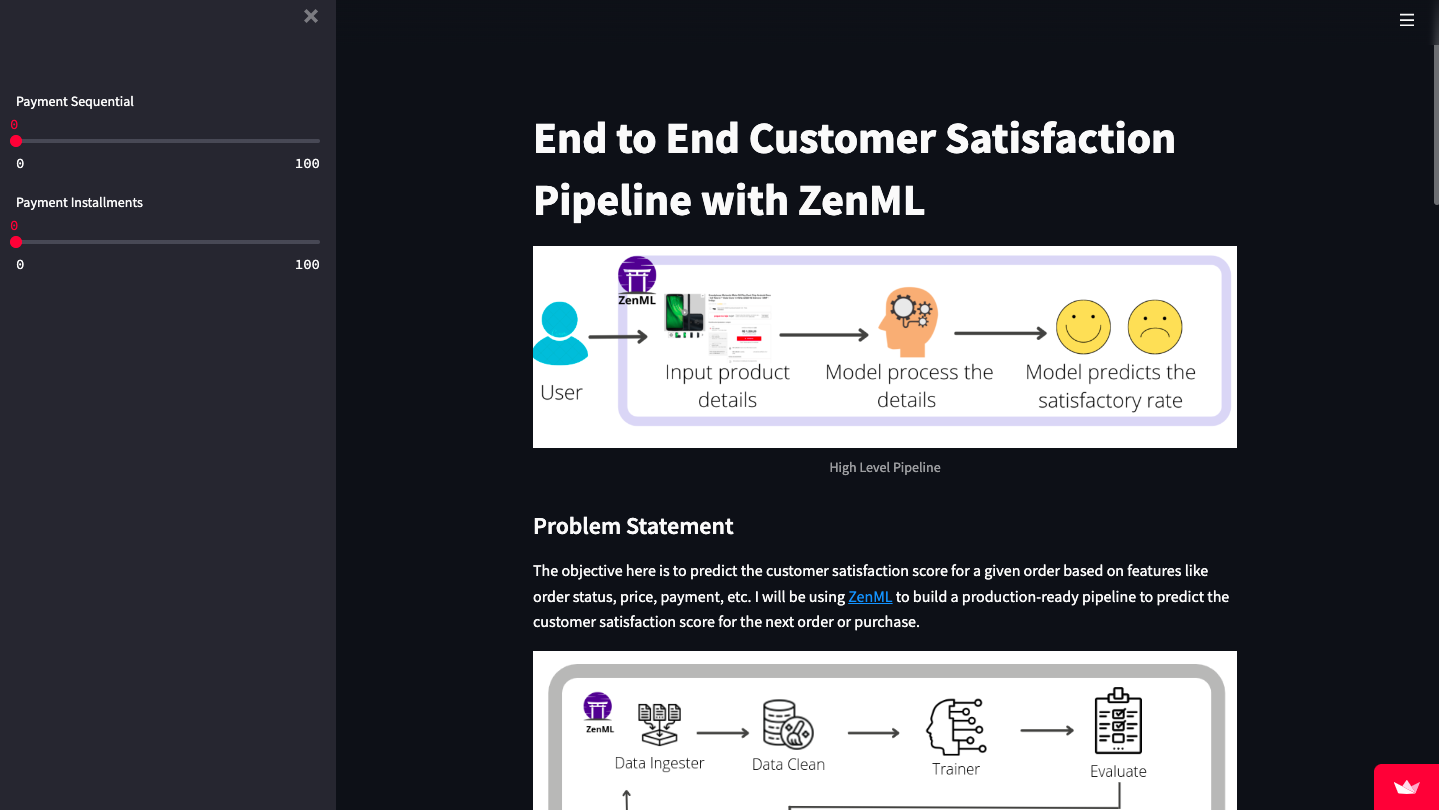 Payment Sequential
0
0 100
Payment Installments
0
0 100
End to End Customer Satisfaction
Pipeline with ZenML
ZenML
User
Input product
details
Model process the
details
Model predicts the
satisfactory rate
High Level Pipeline
Problem Statement
The objective here is to predict the customer satisfaction score for a given order based on features like
order status, price, payment, etc. I will be using ZenML to build a production-ready pipeline to predict the
customer satisfaction score for the next order or purchase.
ZenML
Data Ingester
Data Clean
Trainer
Evaluate